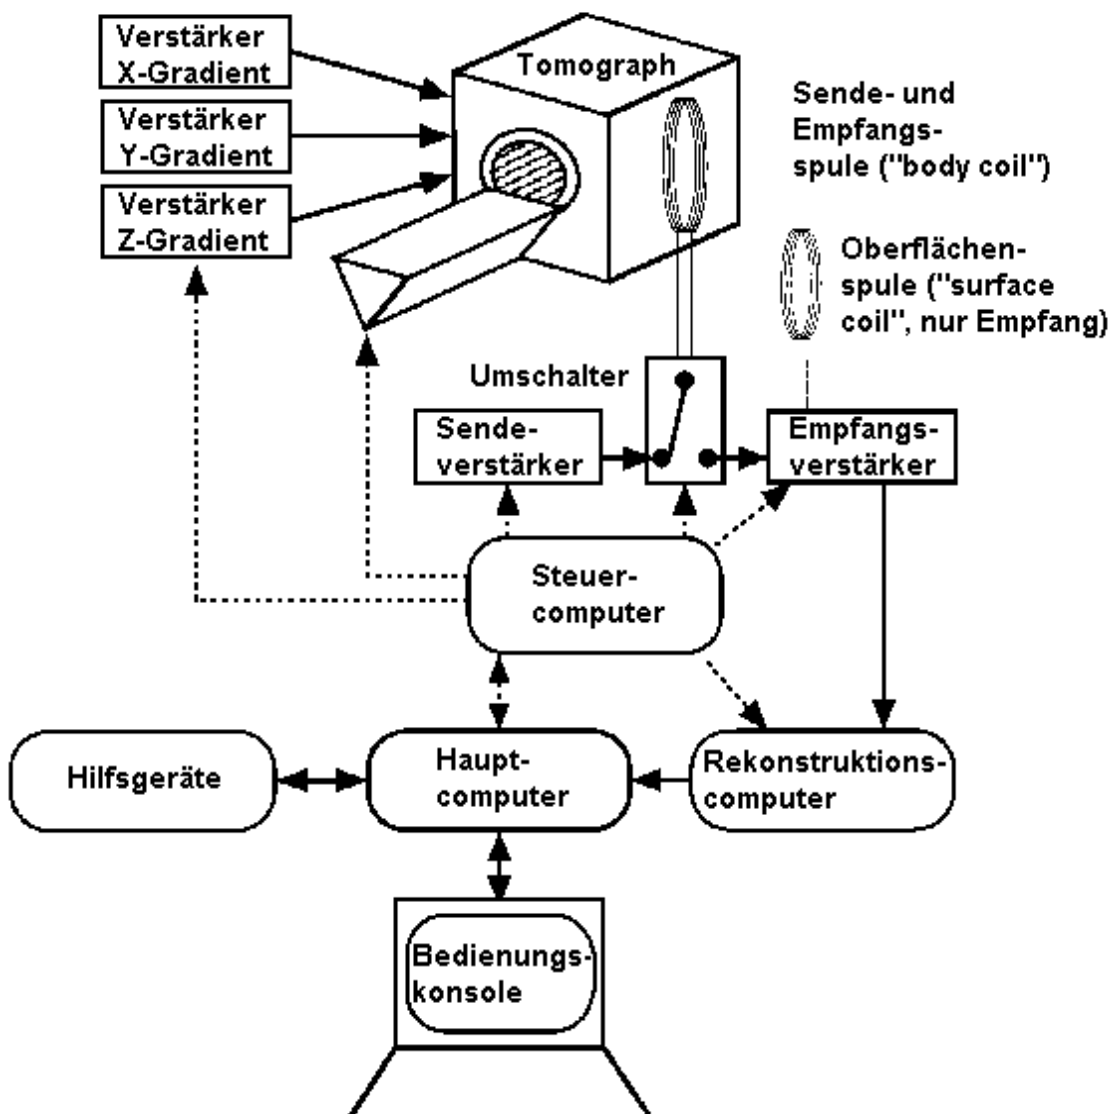 Verstärker
X-Gradient
Verstärker
Y-Gradient
Verstärker
Z-Gradient
Tomograph
Sende- und
Empfangs-
spule ("body coil")
Oberflächen-
spule ("surface
coil", nur Empfang)
Umschalter
Sende-
verstärker
Empfangs-
verstärker
Steuer-
computer
Hilfsgeräte
Haupt-
computer
Rekonstruktions-
computer
Bedienungs-
konsole